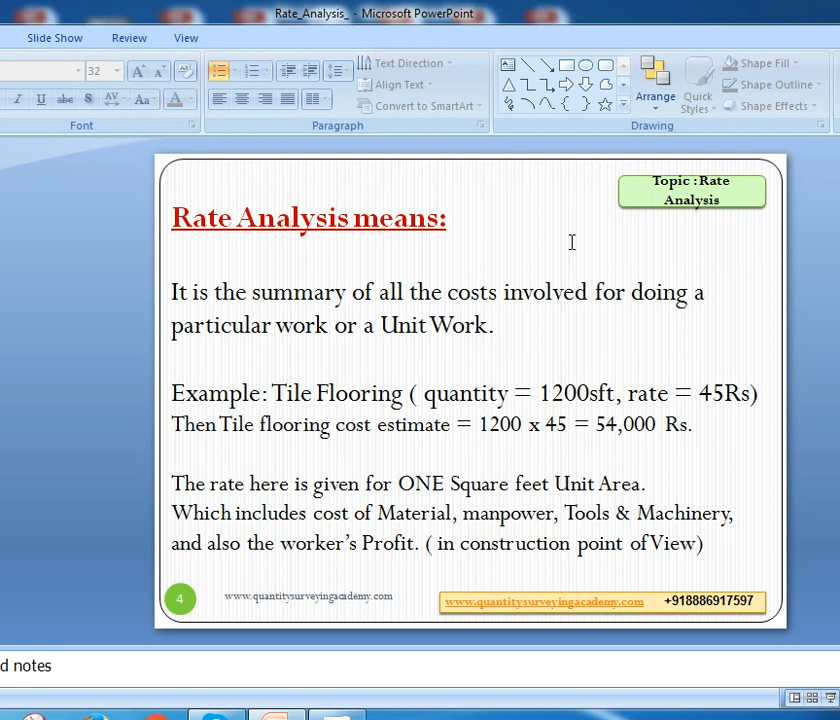 Rate_Analysis_ - Microsoft PowerPoint
Slide Show Review View
32 A A
I U abe S AV Aa A
Text Direction
Align Text
Convert to SmartArt
Arrange
Quick Styles
Shape Fill
Shape Outline
Shape Effects
Font Paragraph Drawing
Topic : Rate
Analysis
Rate Analysis means:
It is the summary of all the costs involved for doing a
particular work or a Unit Work.
Example: Tile Flooring ( quantity = 1200sft, rate = 45Rs)
Then Tile flooring cost estimate = 1200 x 45 = 54,000 Rs.
The rate here is given for ONE Square feet Unit Area.
Which includes cost of Material, manpower, Tools & Machinery,
and also the worker's Profit. ( in construction point of View)
4 www.quantitysurveyingacademy.com www.quantitysurveyingacademy.com +918886917597
d notes